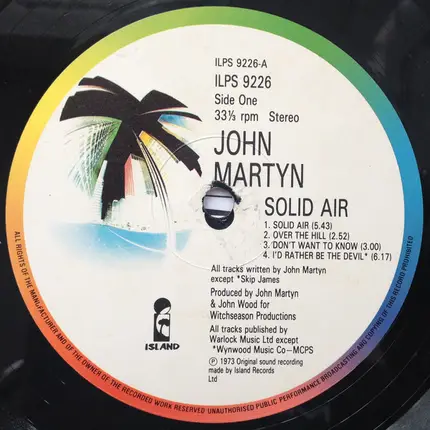 ILPS 9226-A
ILPS 9226
Side One
33⅓ rpm Stereo
JOHN
MARTYN
SOLID AIR
1. SOLID AIR (5.43)
2. OVER THE HILL (2.52)
3. DON'T WANT TO KNOW (3.00)
4. I'D RATHER BE THE DEVIL* (6.17)
All tracks written by John Martyn
except *Skip James
Produced by John Martyn
& John Wood for
Witchseason Productions
All tracks published by
Warlock Music Ltd except
*Wynwood Music Co–MCPS
Ⓟ 1973 Original sound recording
made by Island Records
Ltd
ISLAND
ALL RIGHTS OF THE MANUFACTURER AND OF THE OWNER OF THE RECORDED WORK RESERVED UNAUTHORISED PUBLIC PERFORMANCE BROADCASTING AND COPYING OF THIS RECORD PROHIBITED